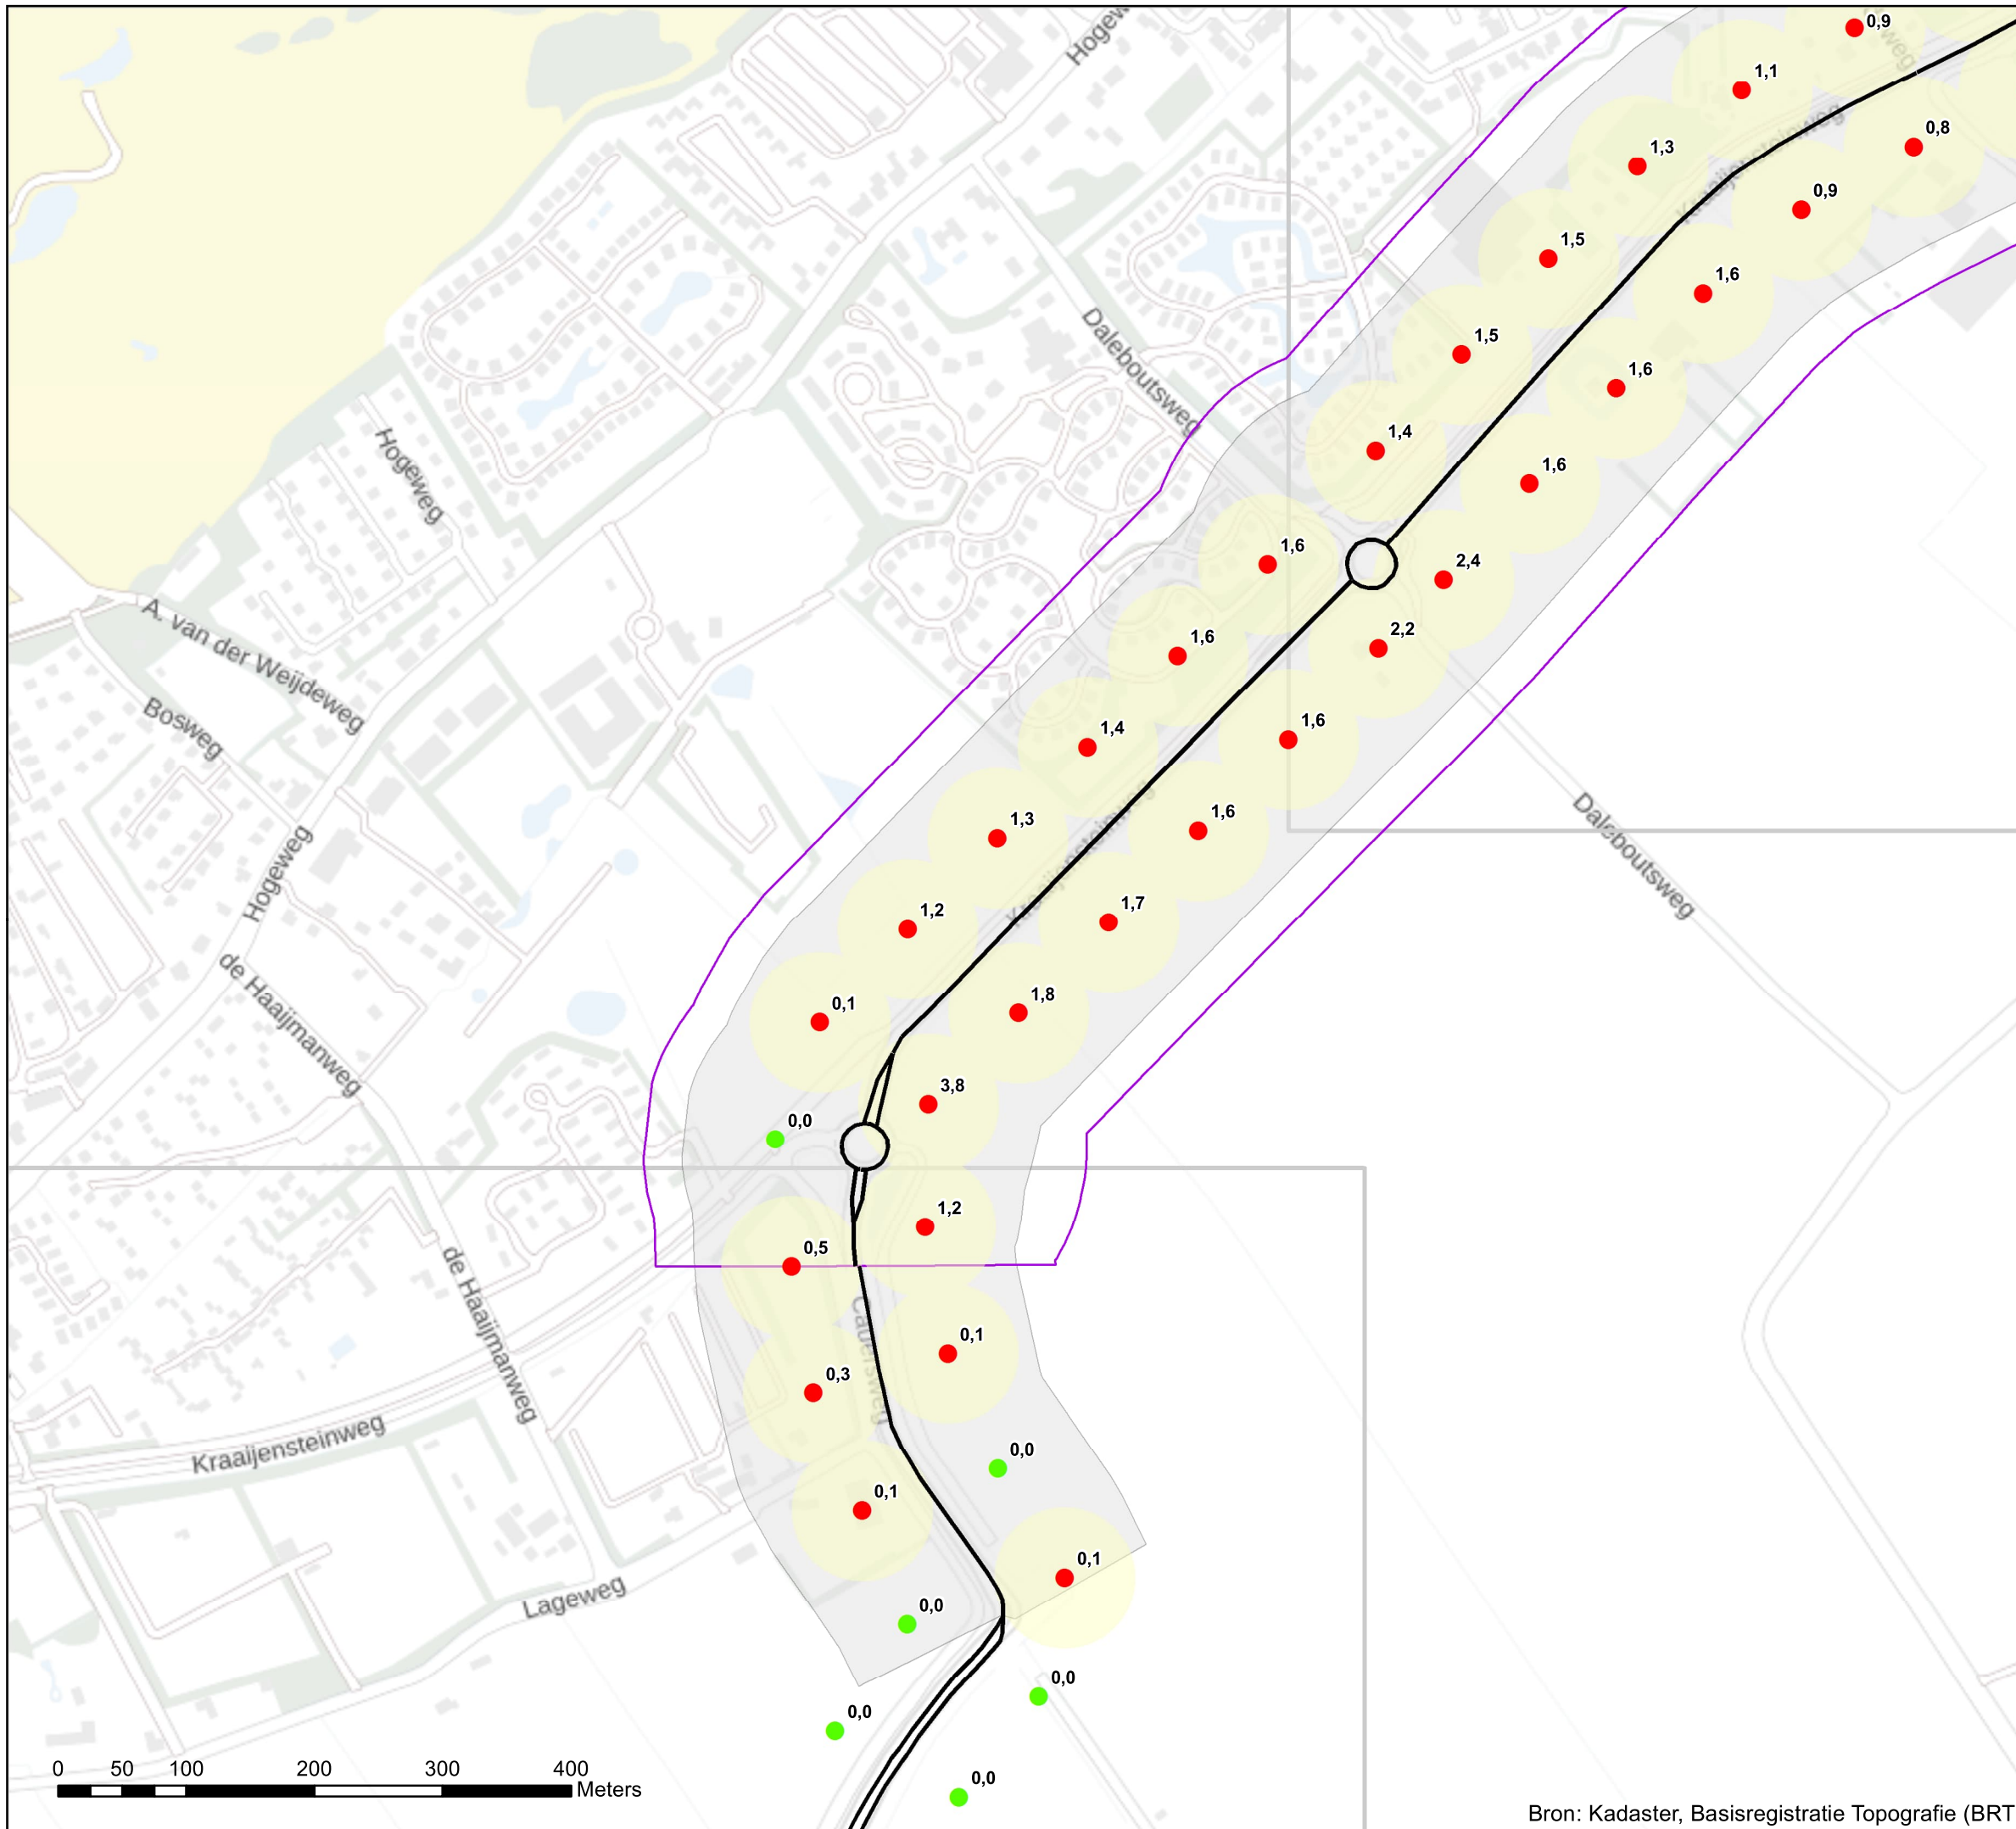 Hogew
0,9
weg
1,1
Kraaijensteinweg
0,8
1,3
0,9
1,5
1,6
Daleboutsweg
1,5
1,6
Hogeweg
1,4
1,6
1,6
2,4
A. van der Weijdeweg
1,6
2,2
Bosweg
1,4
1,6
1,3
1,6
Daleboutsweg
Kraaijensteinweg
Hogeweg
1,2
1,7
de Haaijmanweg
0,1
1,8
3,8
0,0
1,2
0,5
de Haaijmanweg
Cauersweg
0,1
0,3
Kraaijensteinweg
0,0
0,1
0,1
Lageweg
0,0
0,0
0,0
0 50 100 200 300 400
Meters
0,0
Bron: Kadaster, Basisregistratie Topografie (BRT